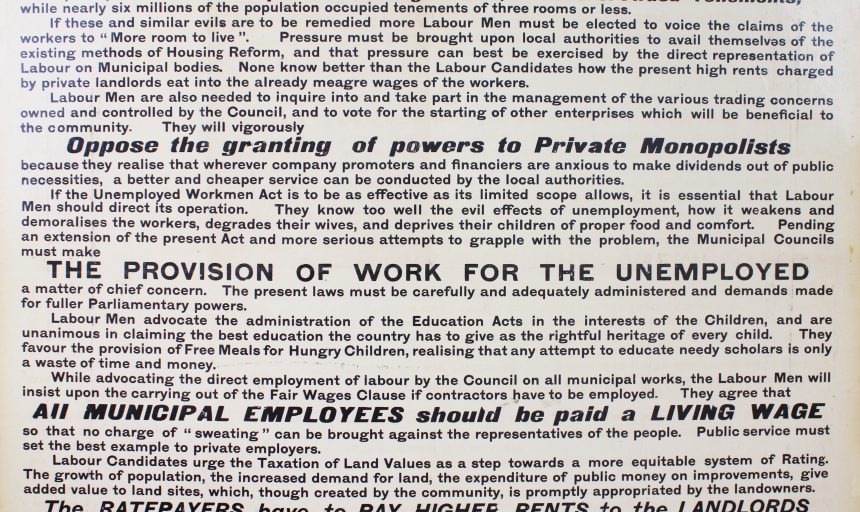 while nearly six millions of the population occupied tenements of three rooms or less.
If these and similar evils are to be remedied more Labour Men must be elected to voice the claims of the
workers to “ More room to live ”. Pressure must be brought upon local authorities to avail themselves of the
existing methods of Housing Reform, and that pressure can best be exercised by the direct representation of
Labour on Municipal bodies. None know better than the Labour Candidates how the present high rents charged
by private landlords eat into the already meagre wages of the workers.
Labour Men are also needed to inquire into and take part in the management of the various trading concerns
owned and controlled by the Council, and to vote for the starting of other enterprises which will be beneficial to
the community. They will vigorously
Oppose the granting of powers to Private Monopolists
because they realise that wherever company promoters and financiers are anxious to make dividends out of public
necessities, a better and cheaper service can be conducted by the local authorities.
If the Unemployed Workmen Act is to be as effective as its limited scope allows, it is essential that Labour
Men should direct its operation. They know too well the evil effects of unemployment, how it weakens and
demoralises the workers, degrades their wives, and deprives their children of proper food and comfort. Pending
an extension of the present Act and more serious attempts to grapple with the problem, the Municipal Councils
must make
THE PROVISION OF WORK FOR THE UNEMPLOYED
a matter of chief concern. The present laws must be carefully and adequately administered and demands made
for fuller Parliamentary powers.
Labour Men advocate the administration of the Education Acts in the interests of the Children, and are
unanimous in claiming the best education the country has to give as the rightful heritage of every child. They
favour the provision of Free Meals for Hungry Children, realising that any attempt to educate needy scholars is only
a waste of time and money.
While advocating the direct employment of labour by the Council on all municipal works, the Labour Men will
insist upon the carrying out of the Fair Wages Clause if contractors have to be employed. They agree that
All MUNICIPAL EMPLOYEES should be paid a LIVING WAGE
so that no charge of “ sweating ” can be brought against the representatives of the people. Public service must
set the best example to private employers.
Labour Candidates urge the Taxation of Land Values as a step towards a more equitable system of Rating.
The growth of population, the increased demand for land, the expenditure of public money on improvements, give
added value to land sites, which, though created by the community, is promptly appropriated by the landowners.
The RATEPAYERS have to PAY HIGHER RENTS to the LANDLORDS